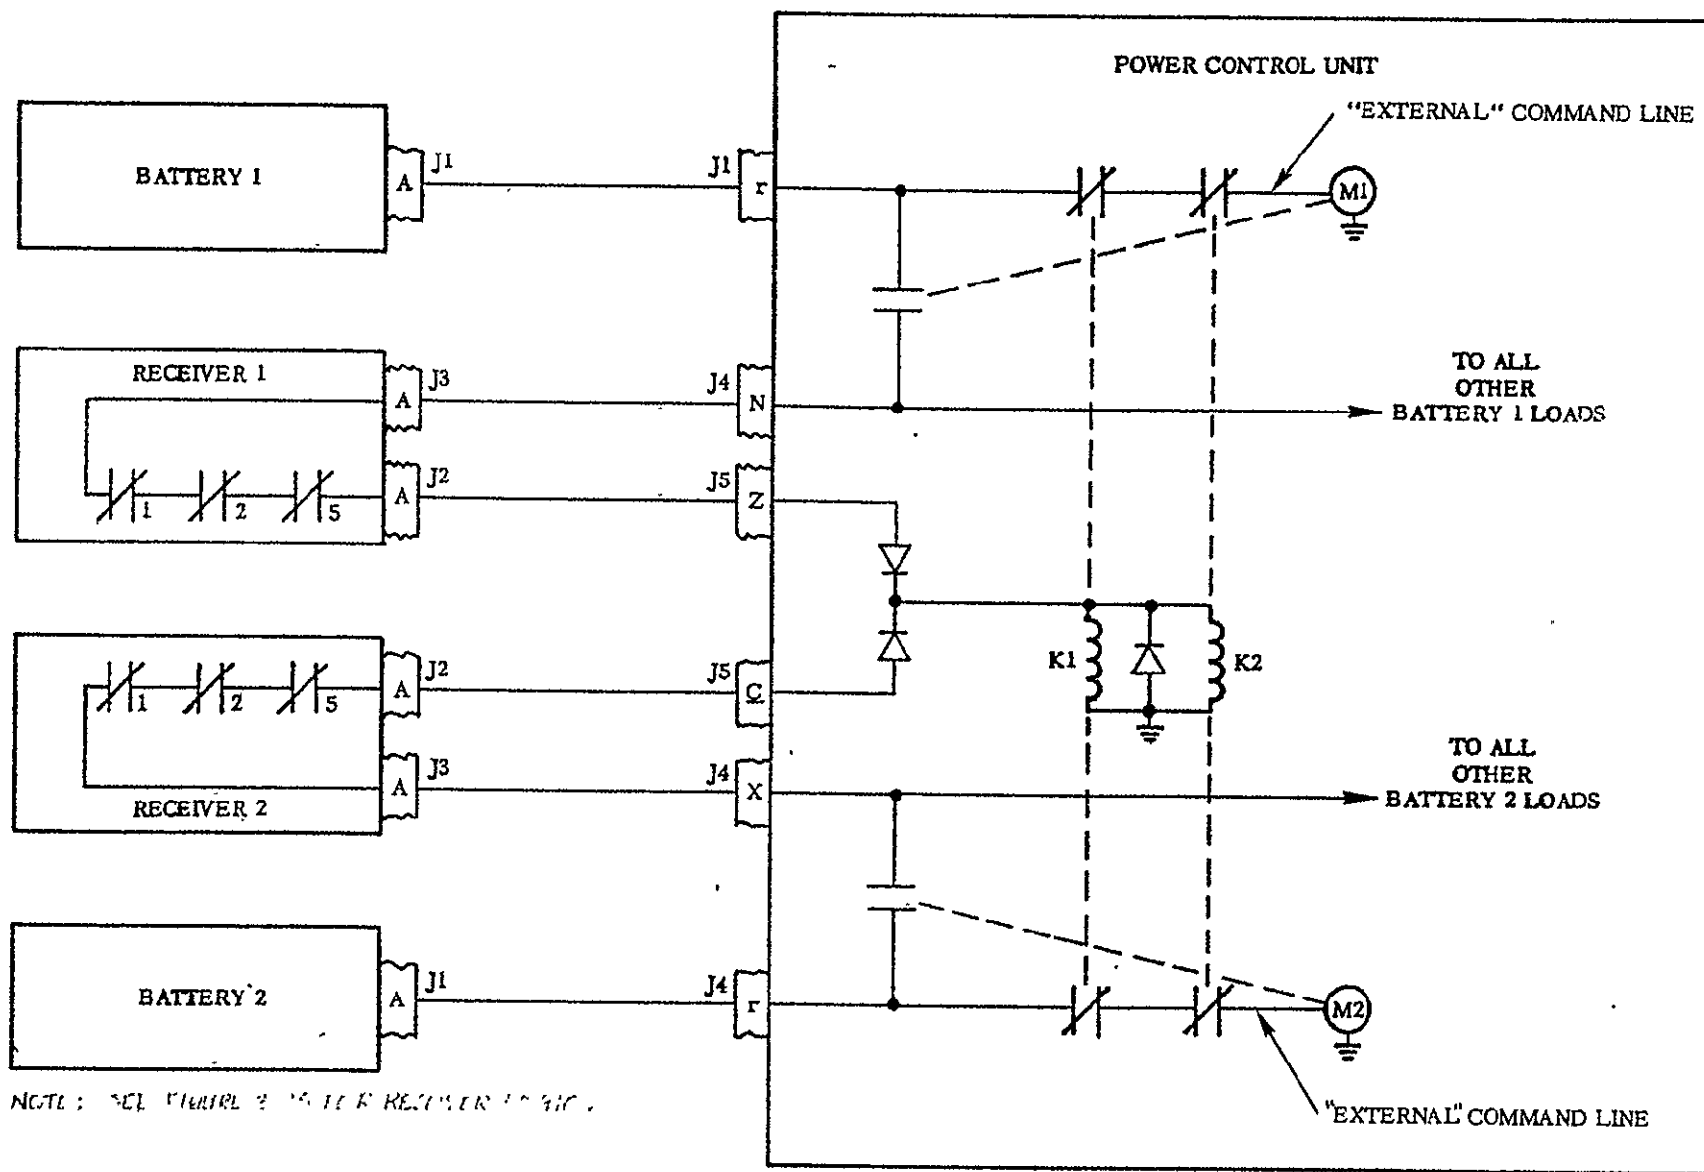 POWER CONTROL UNIT
"EXTERNAL" COMMAND LINE
BATTERY 1
A
J1
J1
r
M1
RECEIVER 1
A
J3
J4
N
TO ALL
OTHER
BATTERY 1 LOADS
1
2
5
A
J2
J5
Z
K1
K2
1
2
5
A
J2
J5
C
RECEIVER 2
A
J3
J4
X
TO ALL
OTHER
BATTERY 2 LOADS
BATTERY 2
A
J1
J4
r
M2
"EXTERNAL" COMMAND LINE
NOTE :